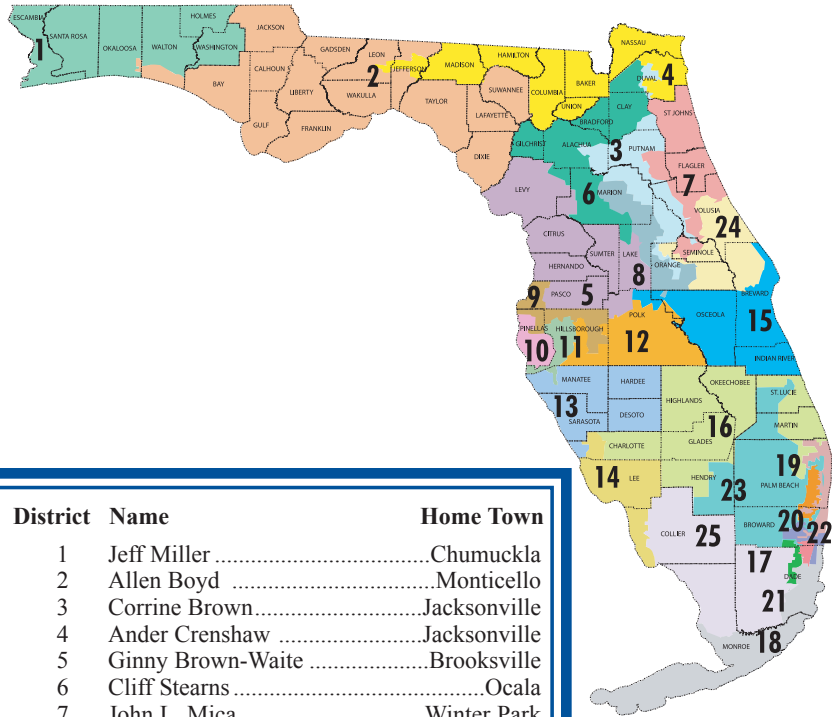 ESCAMBIA
SANTA ROSA
OKALOOSA
WALTON
HOLMES
WASHINGTON
1
JACKSON
BAY
CALHOUN
GULF
GADSDEN
LIBERTY
FRANKLIN
LEON
WAKULLA
2
JEFFERSON
MADISON
TAYLOR
HAMILTON
SUWANNEE
LAFAYETTE
DIXIE
COLUMBIA
BAKER
UNION
BRADFORD
NASSAU
DUVAL
4
CLAY
ST JOHNS
GILCHRIST
ALACHUA
3
PUTNAM
FLAGLER
7
LEVY
6
MARION
VOLUSIA
24
CITRUS
SUMTER
LAKE
8
SEMINOLE
ORANGE
HERNANDO
9
PASCO
5
BREVARD
15
OSCEOLA
PINELLAS
10
HILLSBOROUGH
11
POLK
12
INDIAN RIVER
MANATEE
HARDEE
OKEECHOBEE
ST. LUCIE
HIGHLANDS
13
SARASOTA
DESOTO
16
MARTIN
CHARLOTTE
GLADES
14
LEE
HENDRY
23
19
PALM BEACH
COLLIER
25
BROWARD
20
22
17
DADE
21
MONROE
18
District Name Home Town
1 Jeff Miller ..............................Chumuckla
2 Allen Boyd .............................Monticello
3 Corrine Brown........................Jacksonville
4 Ander Crenshaw ....................Jacksonville
5 Ginny Brown-Waite .................Brooksville
6 Cliff Stearns ...................................Ocala
7 John L. Mica Winter Park